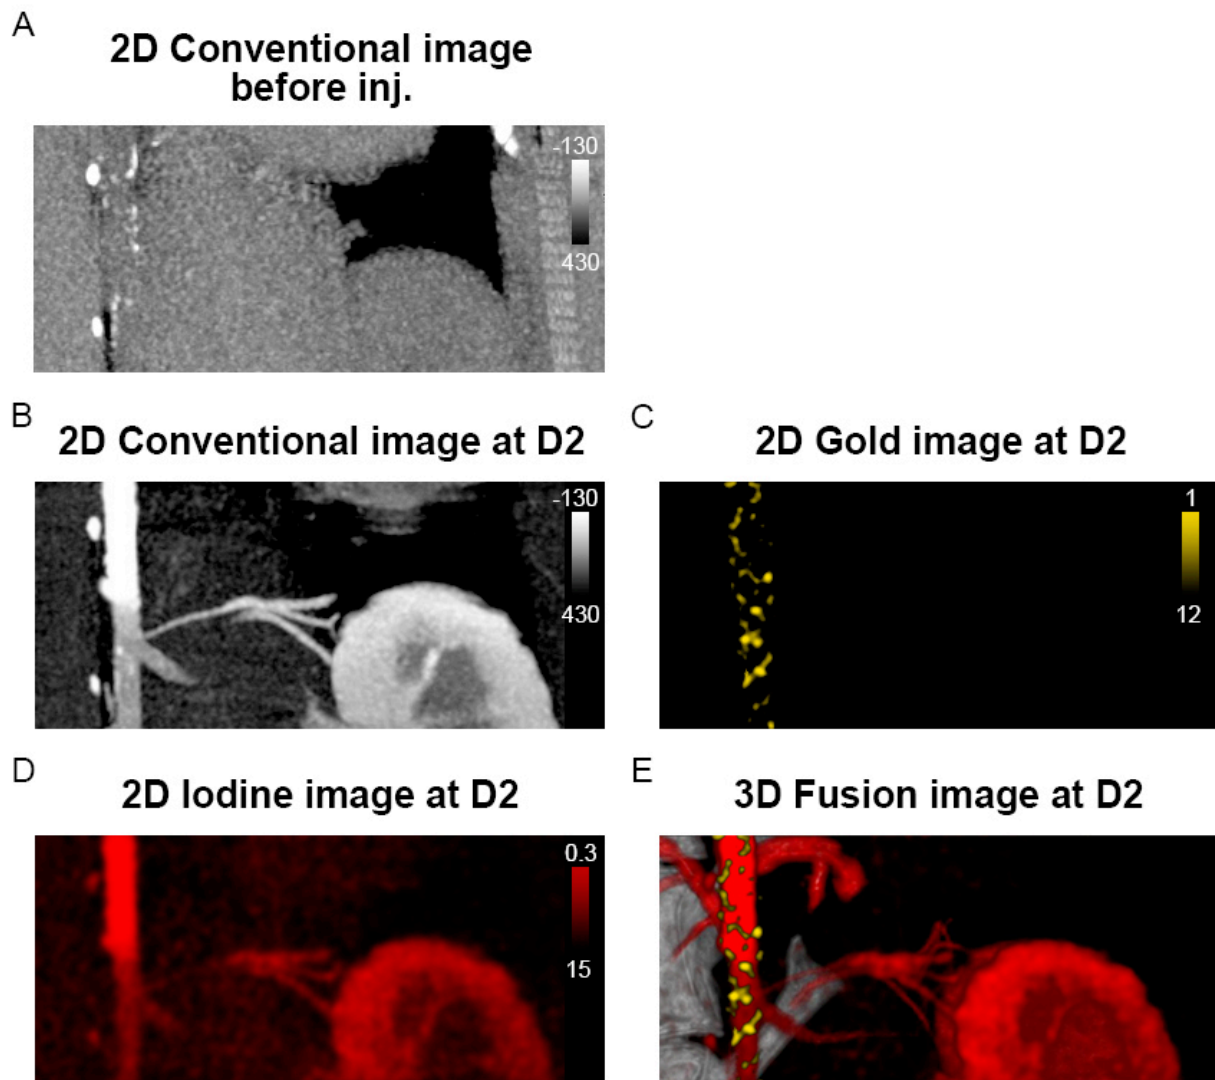 A
2D Conventional image
before inj.
-130
430
B
2D Conventional image at D2
-130
430
C
2D Gold image at D2
1
12
D
2D Iodine image at D2
0.3
15
E
3D Fusion image at D2